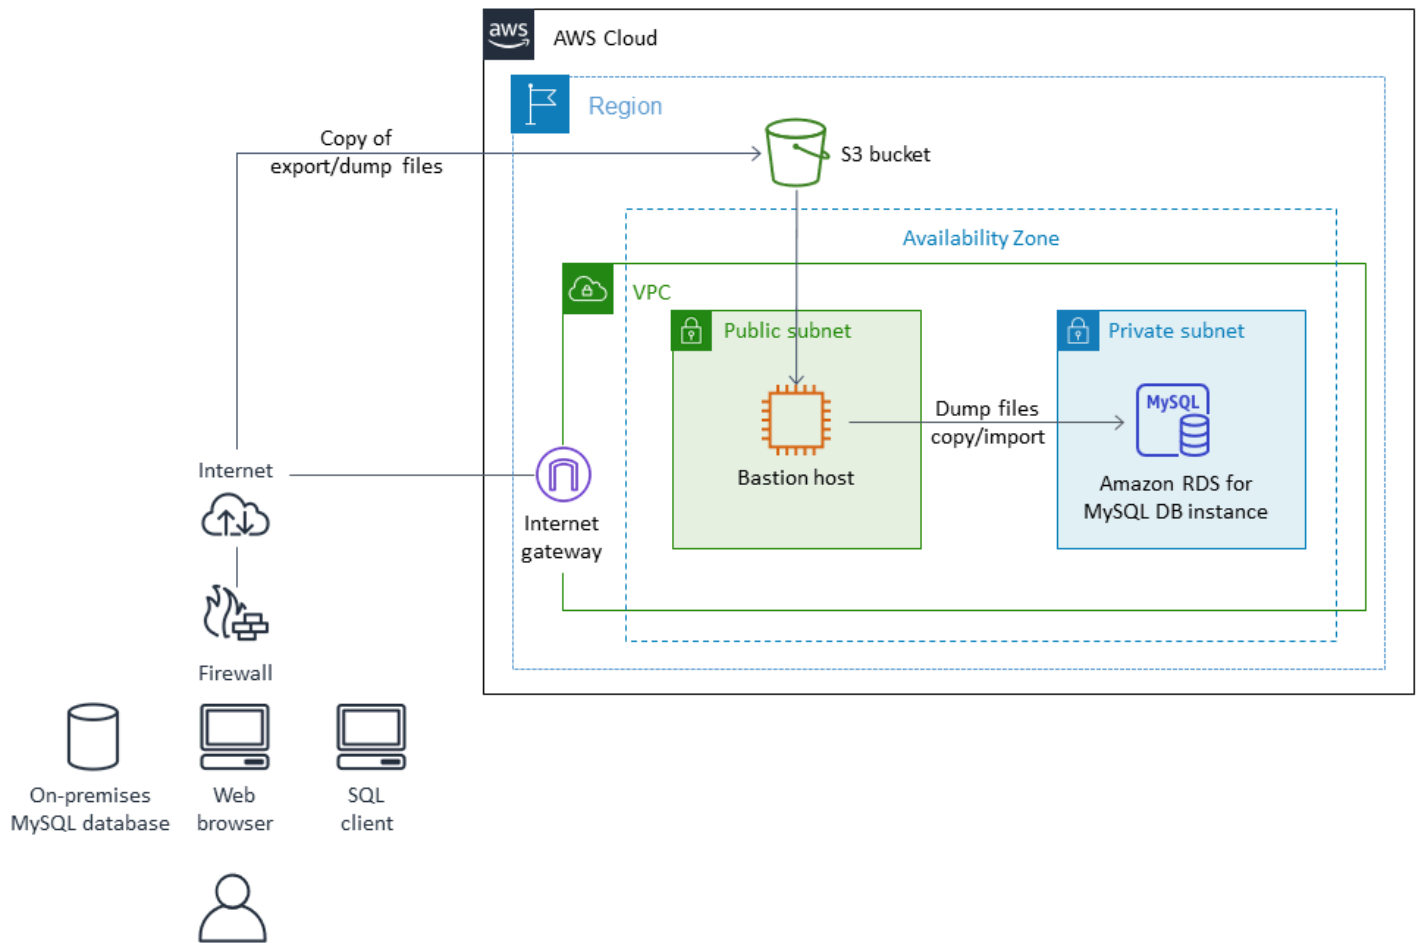 aws
AWS Cloud
Region
Copy of
export/dump files
S3 bucket
Availability Zone
VPC
Public subnet
Private subnet
MySQL
Dump files
copy/import
Bastion host
Amazon RDS for
MySQL DB instance
Internet
Internet
gateway
Firewall
On-premises
MySQL database
Web
browser
SQL
client